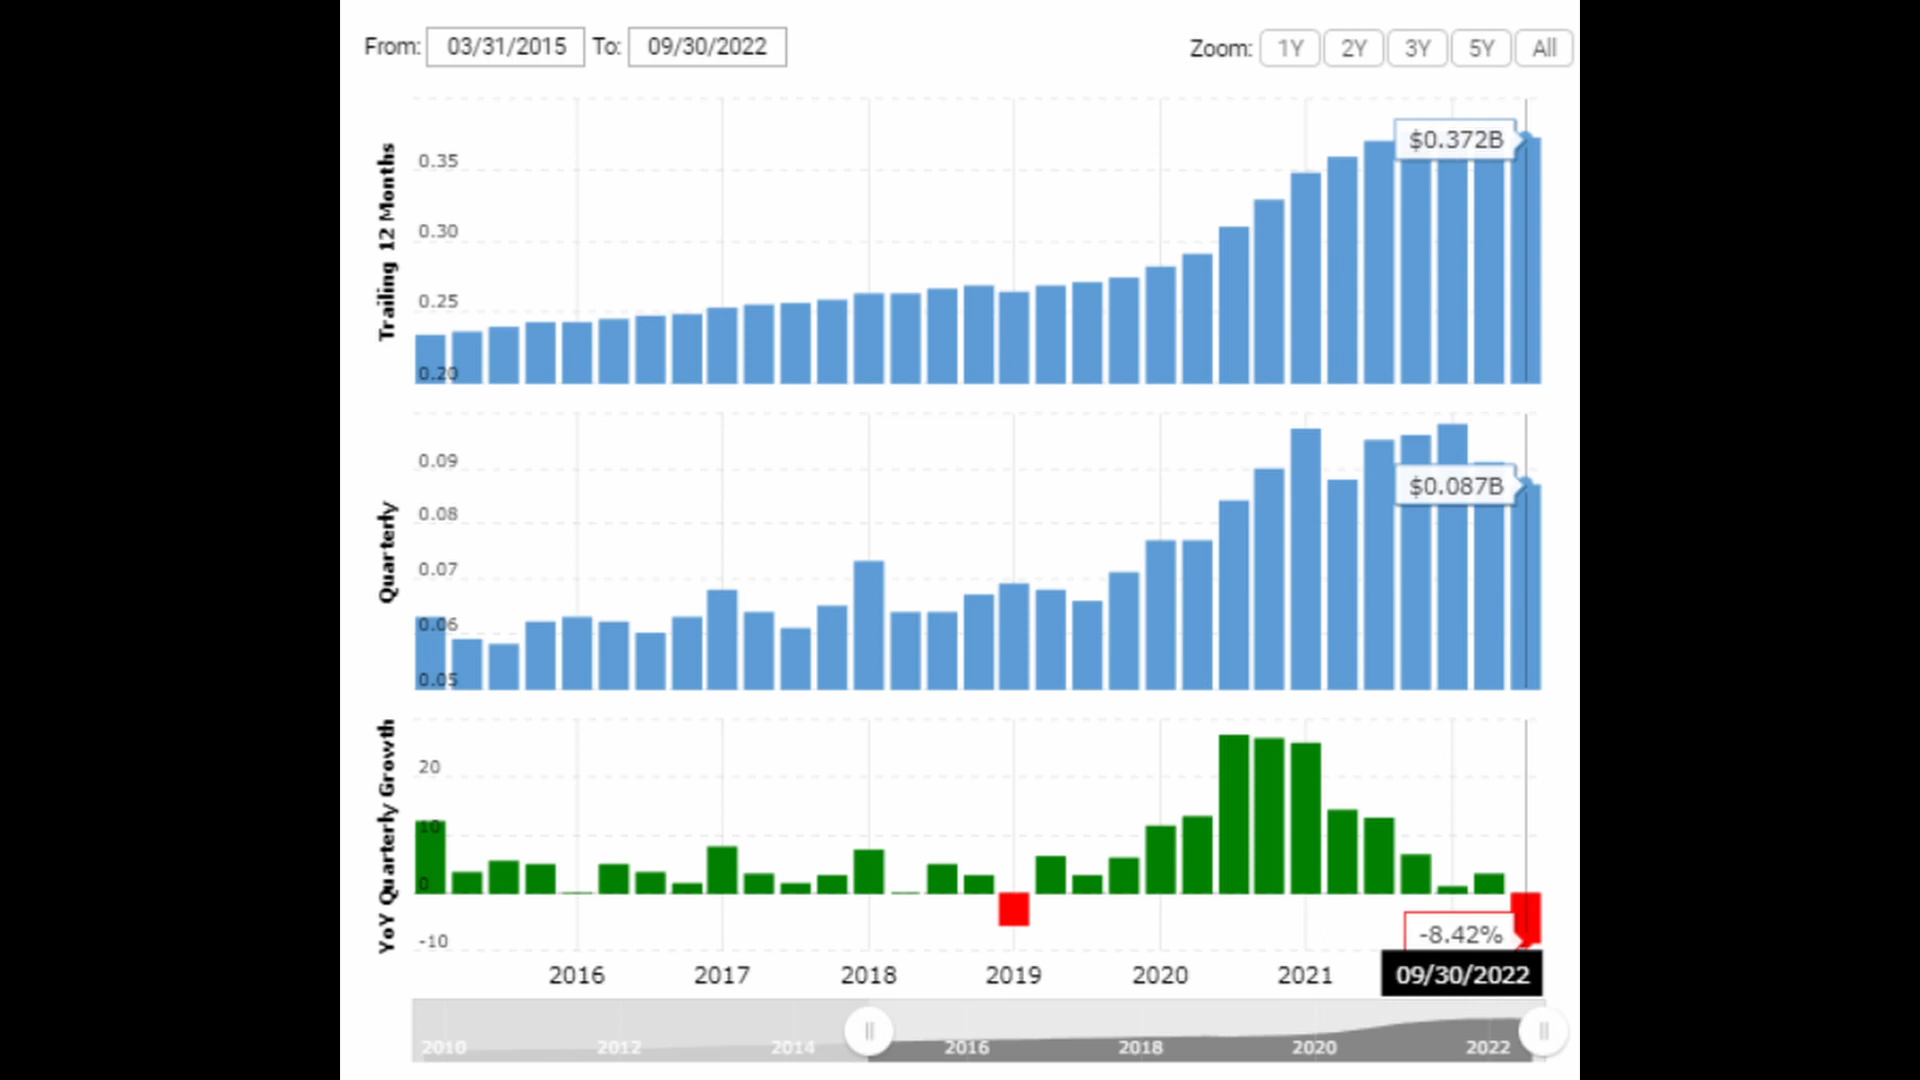 From: 03/31/2015 To: 09/30/2022 Zoom: 1Y 2Y 3Y 5Y All
Trailing 12 Months
0.35
0.30
0.25
0.20
$0.372B
Quarterly
0.09
0.08
0.07
0.06
0.05
$0.087B
YoY Quarterly Growth
20
10
0
-10
-8.42%
2016 2017 2018 2019 2020 2021 09/30/2022
2010 2012 2014 2016 2018 2020 2022